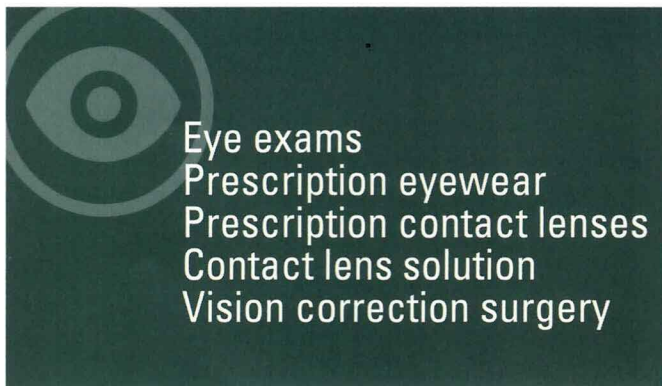 Eye exams
Prescription eyewear
Prescription contact lenses
Contact lens solution
Vision correction surgery